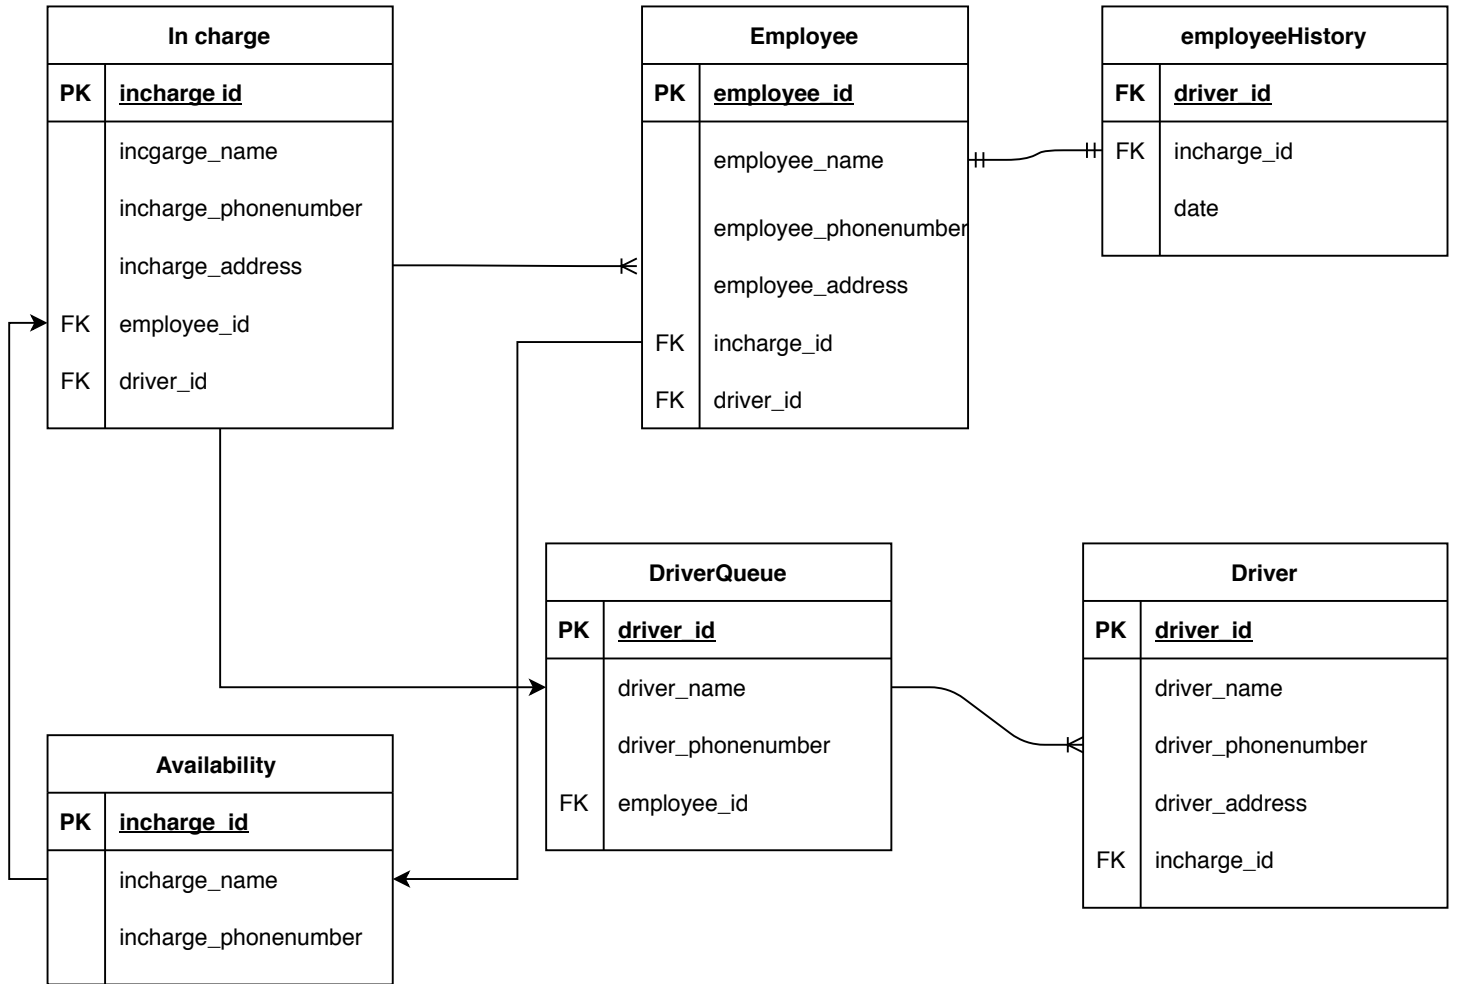 In charge
PK incharge id
incgarge_name
incharge_phonenumber
incharge_address
FK employee_id
FK driver_id
Employee
PK employee_id
employee_name
employee_phonenumber
employee_address
FK incharge_id
FK driver_id
employeeHistory
FK driver_id
FK incharge_id
date
DriverQueue
PK driver_id
driver_name
driver_phonenumber
FK employee_id
Driver
PK driver_id
driver_name
driver_phonenumber
driver_address
FK incharge_id
Availability
PK incharge_id
incharge_name
incharge_phonenumber